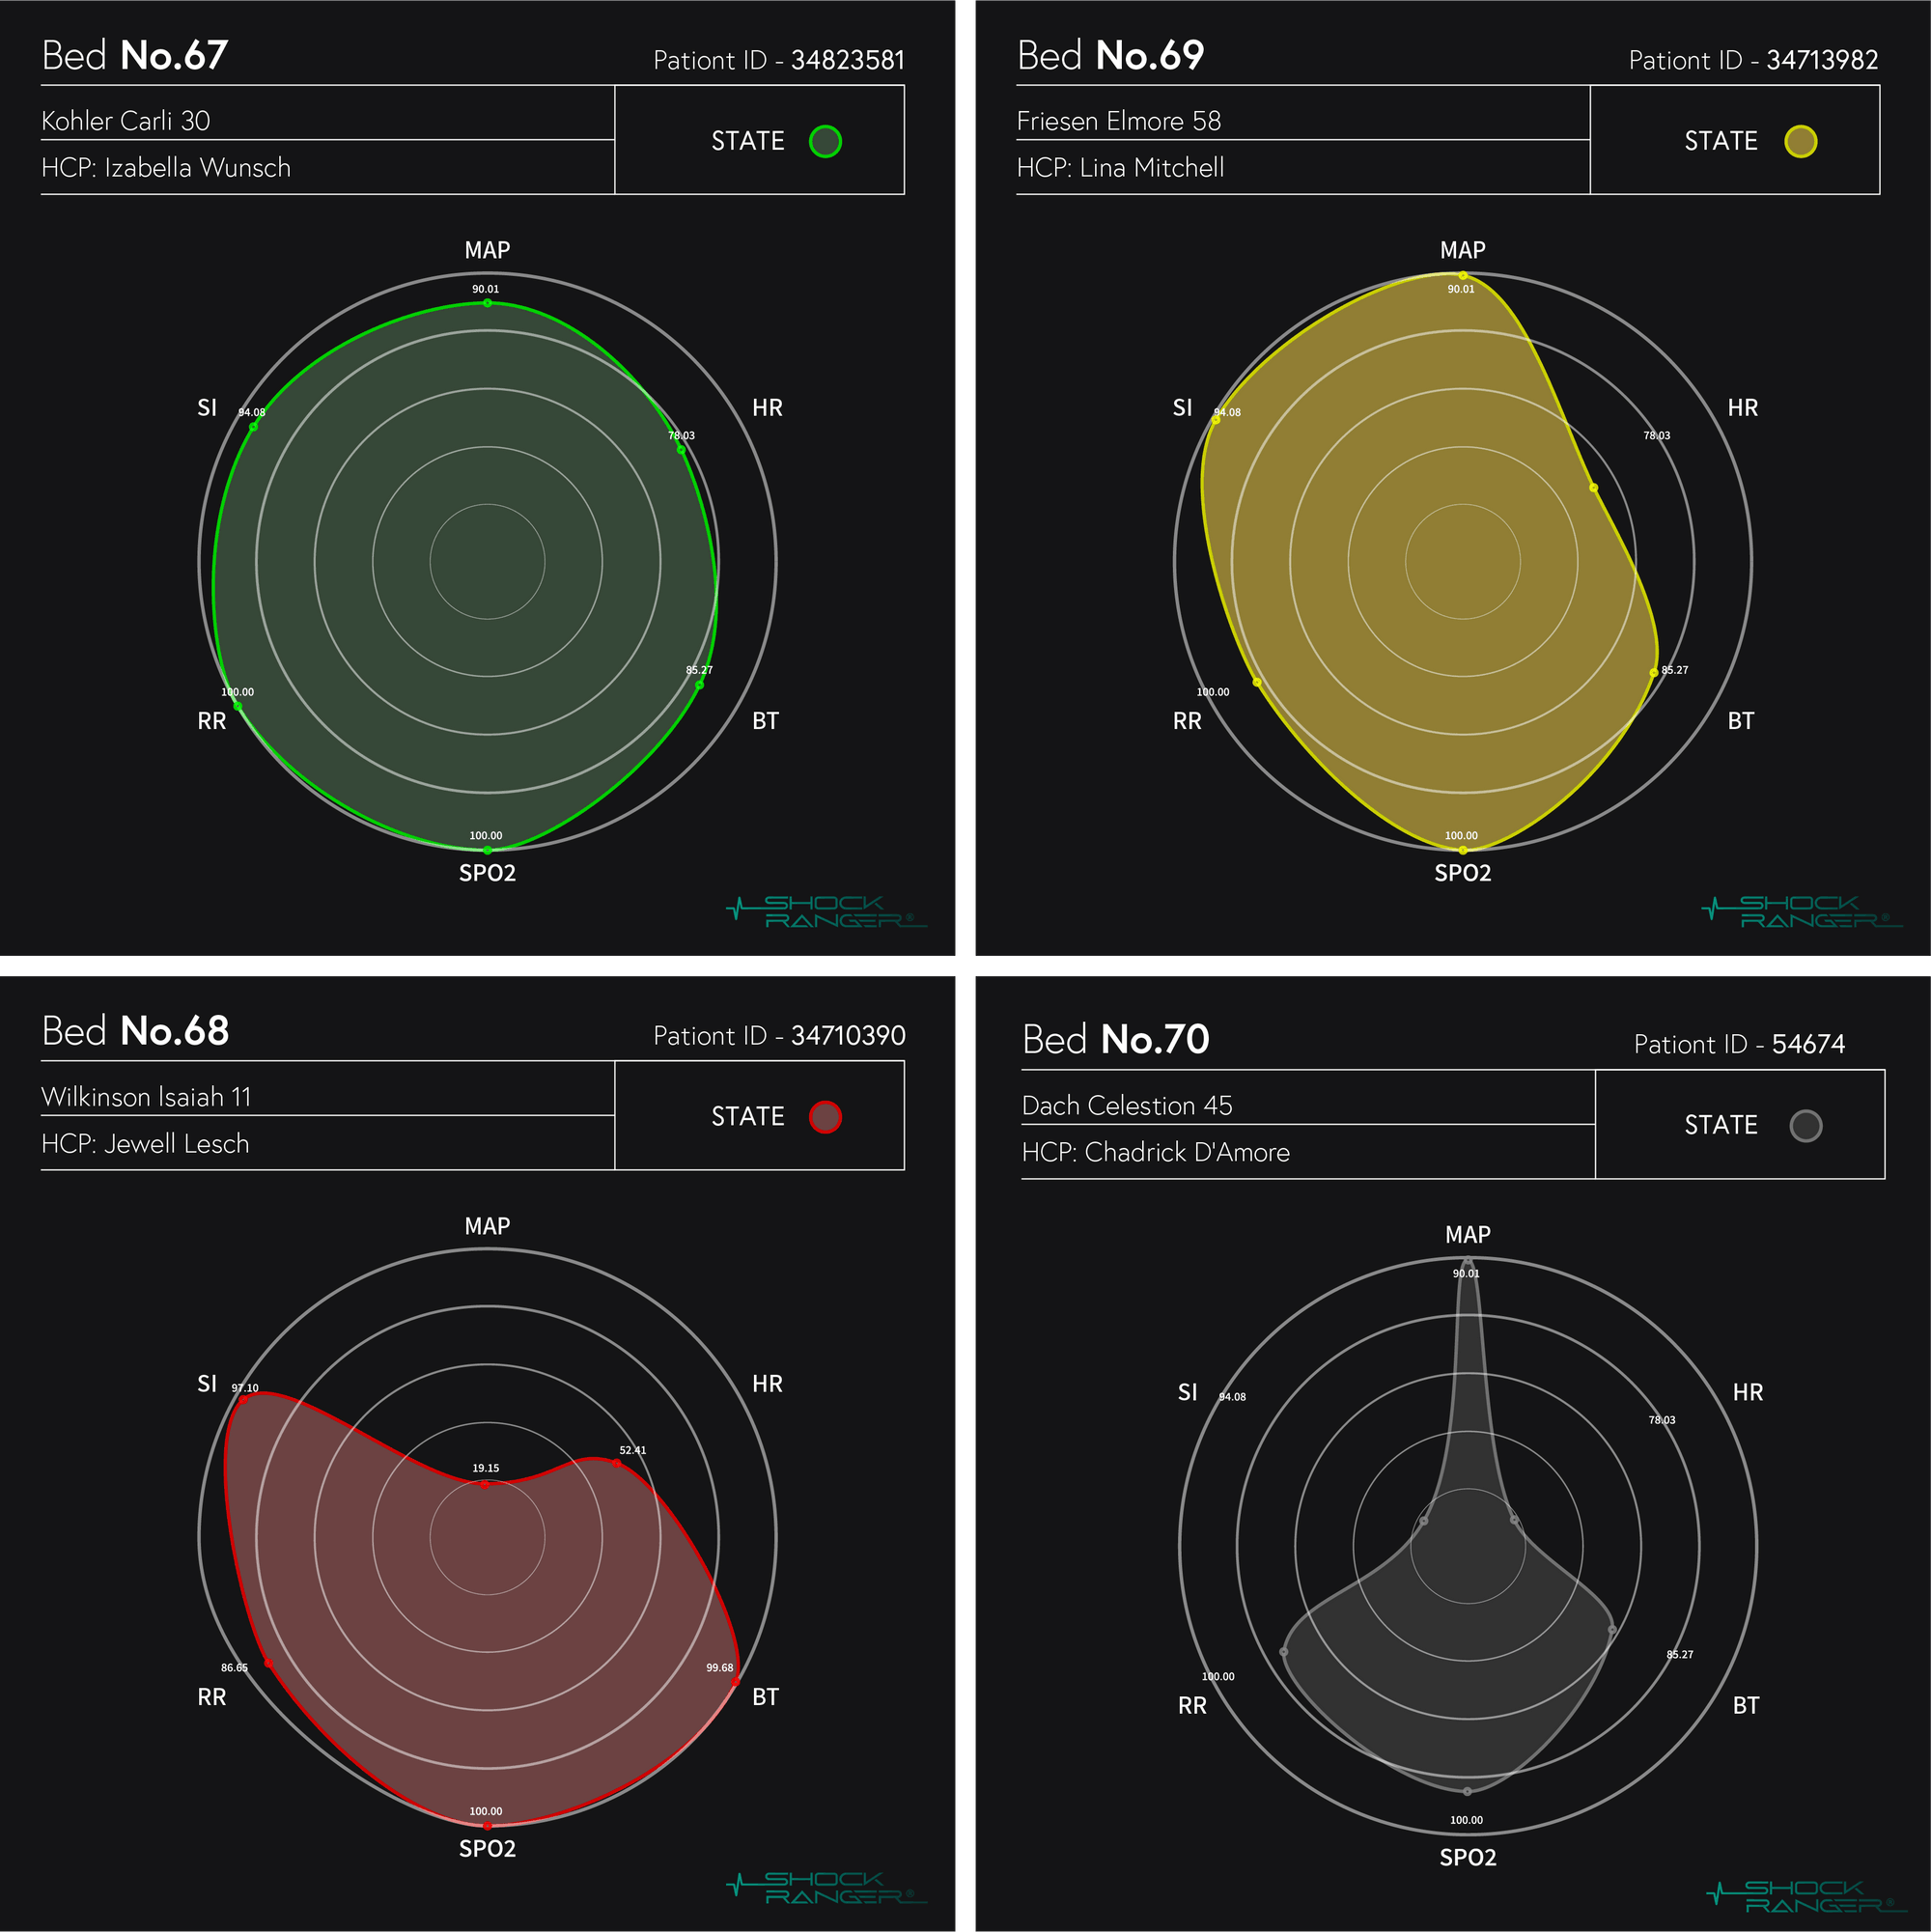 Bed No.67
Pationt ID - 34823581
Kohler Carli 30
HCP: Izabella Wunsch
STATE
MAP
90.01
SI
94.08
HR
78.03
85.27
100.00
RR
BT
100.00
SPO2
SHOCK
RANGER®
Bed No.69
Pationt ID - 34713982
Friesen Elmore 58
HCP: Lina Mitchell
STATE
MAP
90.01
SI
94.08
HR
78.03
85.27
100.00
RR
BT
100.00
SPO2
SHOCK
RANGER®
Bed No.68
Pationt ID - 34710390
Wilkinson Isaiah 11
HCP: Jewell Lesch
STATE
MAP
SI
97.10
HR
52.41
19.15
86.65
99.68
RR
BT
100.00
SPO2
SHOCK
RANGER®
Bed No.70
Pationt ID - 54674
Dach Celestion 45
HCP: Chadrick D'Amore
STATE
MAP
90.01
SI
94.08
HR
78.03
85.27
100.00
RR
BT
100.00
SPO2
SHOCK
RANGER®